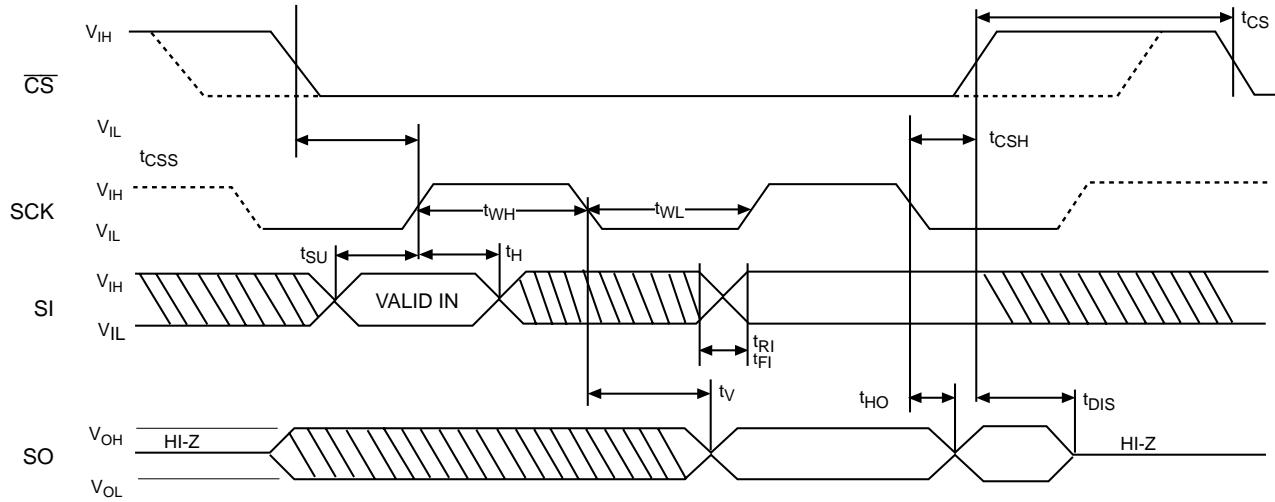 tCS
VIH
CS
VIL
tCSH
tCSS
VIH
SCK
tWH
tWL
VIL
tSU
tH
VIH
SI
VALID IN
VIL
tRI
tFI
tV
tHO
tDIS
VOH
HI-Z
HI-Z
SO
VOL